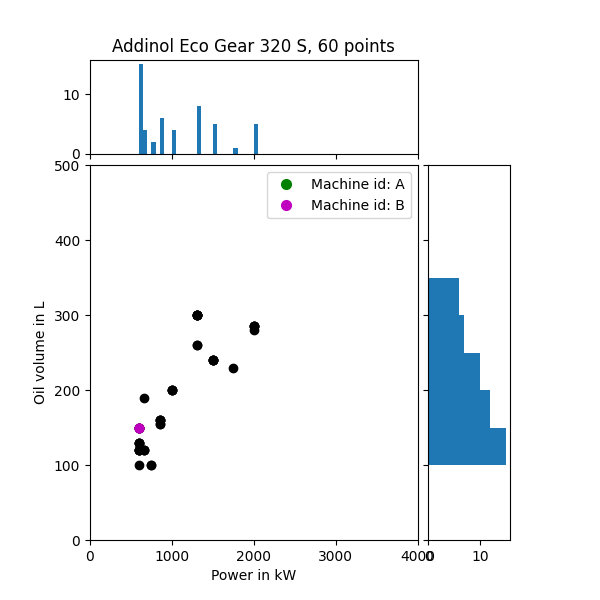 Addinol Eco Gear 320 S, 60 points
10
0
500
400
300
200
100
0
Oil volume in L
Machine id: A
Machine id: B
0 1000 2000 3000 4000
0 10
Power in kW